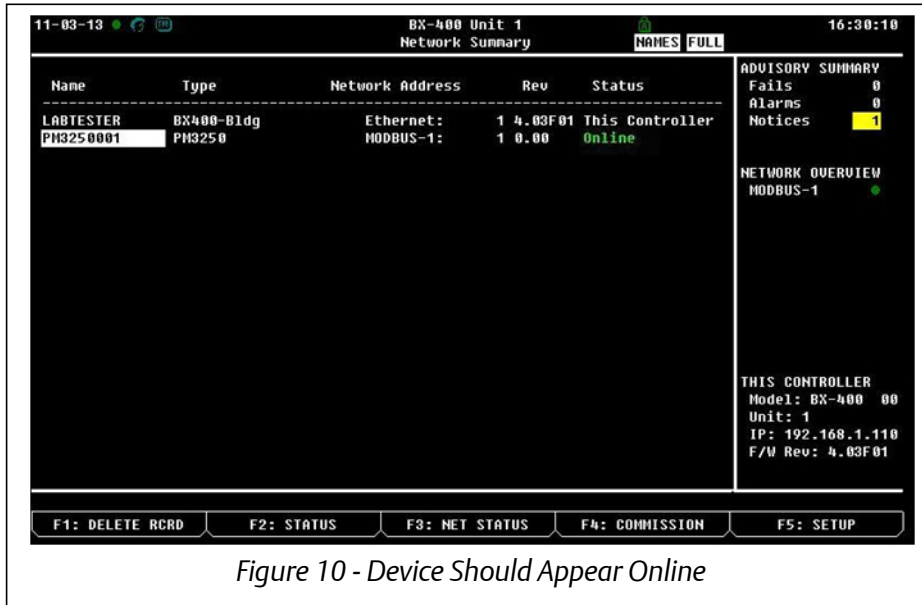 11-03-13 BX-400 Unit 1 16:30:10
Network Summary NAMES FULL
Name Type Network Address Rev Status
LABTESTER BX400-Bldg Ethernet: 1 4.03F01 This Controller
PM3250001 PM3250 MODBUS-1: 1 0.00 Online
ADVISORY SUMMARY
Fails 0
Alarms 0
Notices 1
NETWORK OVERVIEW
MODBUS-1
THIS CONTROLLER
Model: BX-400 00
Unit: 1
IP: 192.168.1.110
F/W Rev: 4.03F01
F1: DELETE RCRD F2: STATUS F3: NET STATUS F4: COMMISSION F5: SETUP
Figure 10 - Device Should Appear Online